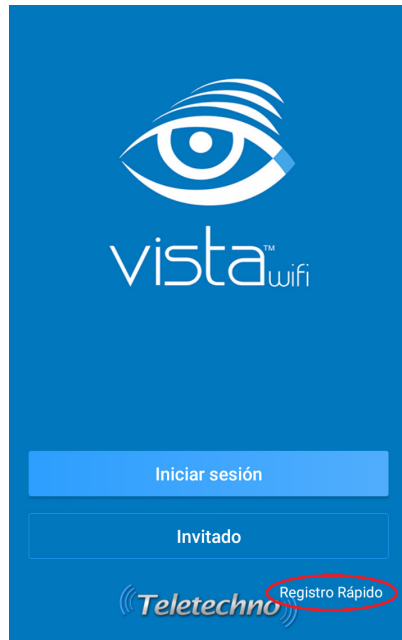 vista™wifi
Iniciar sesión
Invitado
Registro Rápido
Teletechno